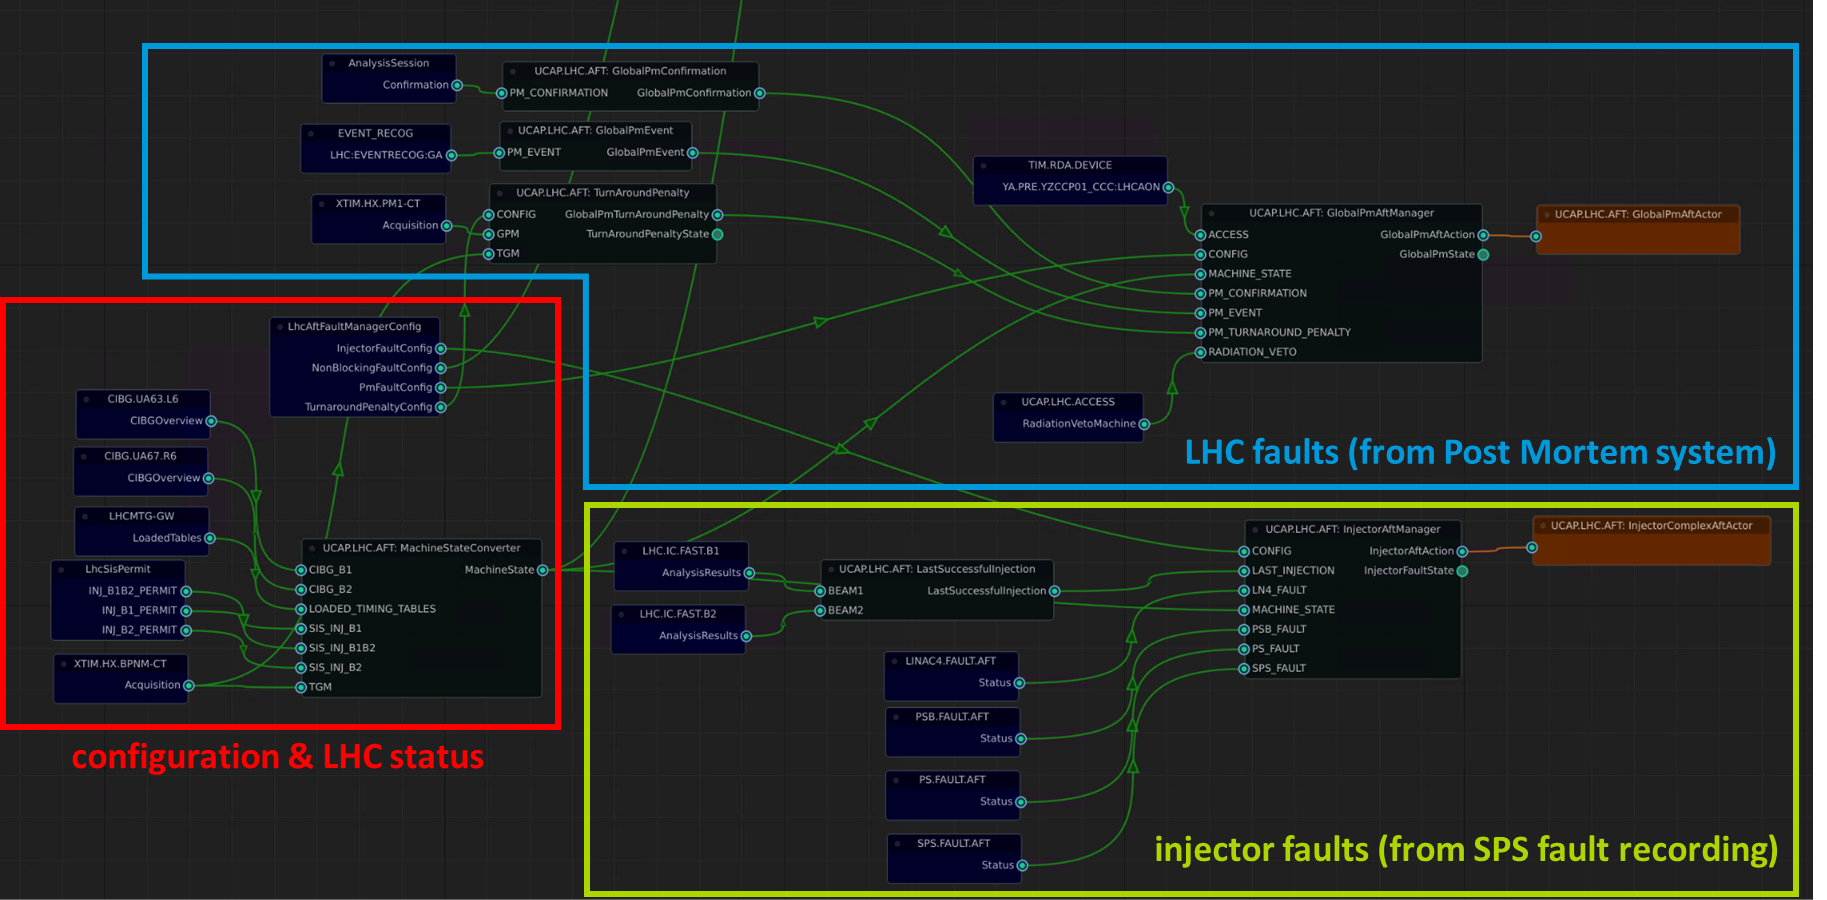 AnalysisSession
Confirmation
UCAP.LHC.AFT: GlobalPmConfirmation
PM_CONFIRMATION GlobalPmConfirmation
EVENT_RECOG
LHC:EVENTRECOG:GA
UCAP.LHC.AFT: GlobalPmEvent
PM_EVENT GlobalPmEvent
XTIM.HX.PM1-CT
Acquisition
UCAP.LHC.AFT: TurnAroundPenalty
CONFIG GlobalPmTurnAroundPenalty
GPM TurnAroundPenaltyState
TGM
TIM.RDA.DEVICE
YA.PRE.YZCCP01_CCC:LHCAON
UCAP.LHC.AFT: GlobalPmAftManager
ACCESS GlobalPmAftAction
CONFIG GlobalPmState
MACHINE_STATE
PM_CONFIRMATION
PM_EVENT
PM_TURNAROUND_PENALTY
RADIATION_VETO
UCAP.LHC.AFT: GlobalPmAftActor
UCAP.LHC.ACCESS
RadiationVetoMachine
LHC faults (from Post Mortem system)
LhcAftFaultManagerConfig
InjectorFaultConfig
NonBlockingFaultConfig
PmFaultConfig
TurnaroundPenaltyConfig
CIBG.UA63.L6
CIBGOverview
CIBG.UA67.R6
CIBGOverview
LHCMTG-GW
LoadedTables
LhcSisPermit
INJ_B1B2_PERMIT
INJ_B1_PERMIT
INJ_B2_PERMIT
XTIM.HX.BPNM-CT
Acquisition
UCAP.LHC.AFT: MachineStateConverter
CIBG_B1 MachineState
CIBG_B2
LOADED_TIMING_TABLES
SIS_INJ_B1
SIS_INJ_B1B2
SIS_INJ_B2
TGM
configuration & LHC status
LHC.IC.FAST.B1
AnalysisResults
LHC.IC.FAST.B2
AnalysisResults
UCAP.LHC.AFT: LastSuccessfulInjection
BEAM1 LastSuccessfulInjection
BEAM2
LINAC4.FAULT.AFT
Status
PSB.FAULT.AFT
Status
PS.FAULT.AFT
Status
SPS.FAULT.AFT
Status
UCAP.LHC.AFT: InjectorAftManager
CONFIG InjectorAftAction
LAST_INJECTION InjectorFaultState
LN4_FAULT
MACHINE_STATE
PSB_FAULT
PS_FAULT
SPS_FAULT
UCAP.LHC.AFT: InjectorComplexAftActor
injector faults (from SPS fault recording)